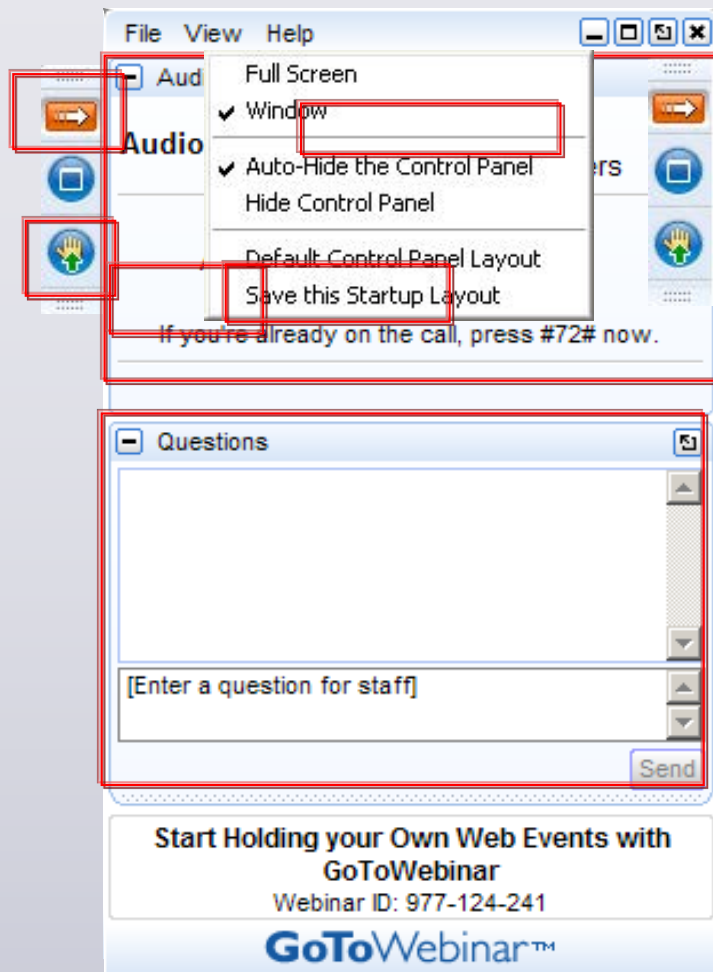 File View Help
Aud
Full Screen
Window
Audio
Auto-Hide the Control Panel
ers
Hide Control Panel
Default Control Panel Layout
Save this Startup Layout
If you're already on the call, press #72# now.
Questions
[Enter a question for staff]
Send
Start Holding your Own Web Events with
GoToWebinar
Webinar ID: 977-124-241
GoToWebinar™